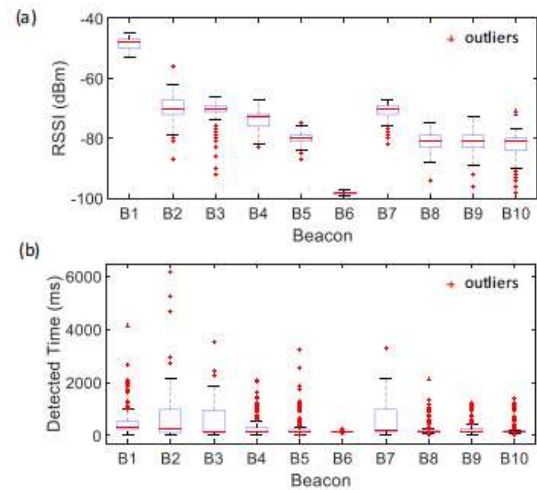 (a)
-40
-60
-80
-100
RSSI (dBm)
outliers
B1 B2 B3 B4 B5 B6 B7 B8 B9 B10
Beacon
(b)
6000
4000
2000
0
Detected Time (ms)
outliers
B1 B2 B3 B4 B5 B6 B7 B8 B9 B10
Beacon